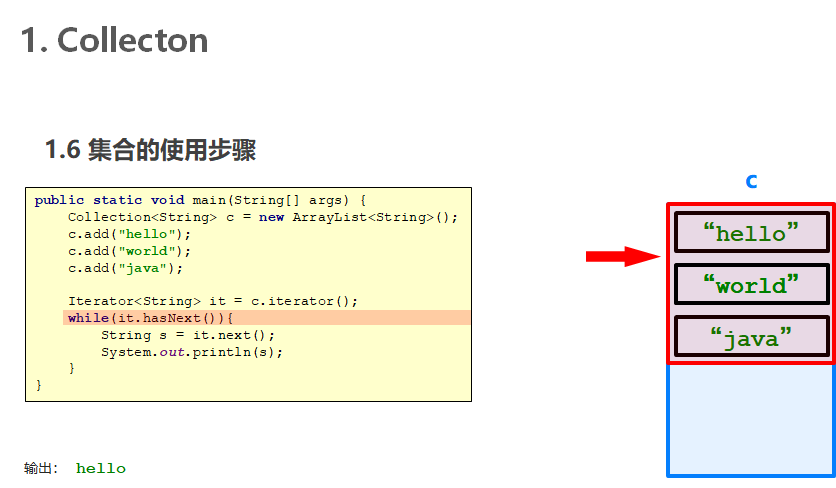 1. Collecton
1.6 集合的使用步骤
public static void main(String[] args) {
Collection<String> c = new ArrayList<String>();
c.add("hello");
c.add("world");
c.add("java");
Iterator<String> it = c.iterator();
while(it.hasNext()){
String s = it.next();
System.out.println(s);
}
}
输出： hello
c
“hello”
“world”
“java”